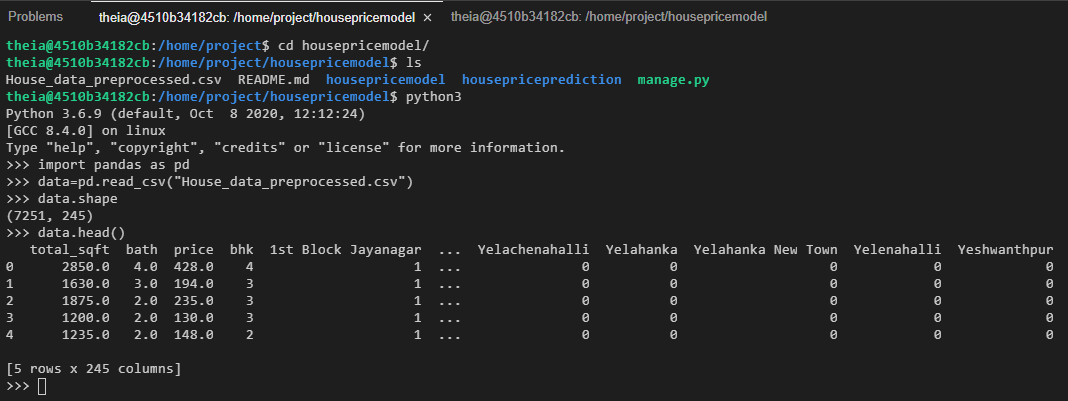 Problems theia@4510b34182cb: /home/project/housepricemodel × theia@4510b34182cb: /home/project/housepricemodel
theia@4510b34182cb:/home/project$ cd housepricemodel/
theia@4510b34182cb:/home/project/housepricemodel$ ls
House_data_preprocessed.csv  README.md  housepricemodel  housepriceprediction  manage.py
theia@4510b34182cb:/home/project/housepricemodel$ python3
Python 3.6.9 (default, Oct  8 2020, 12:12:24)
[GCC 8.4.0] on linux
Type "help", "copyright", "credits" or "license" for more information.
>>> import pandas as pd
>>> data=pd.read_csv("House_data_preprocessed.csv")
>>> data.shape
(7251, 245)
>>> data.head()
   total_sqft  bath  price  bhk  1st Block Jayanagar  ...  Yelachenahalli  Yelahanka  Yelahanka New Town  Yelenahalli  Yeshwanthpur
0      2850.0   4.0  428.0    4                    1  ...               0          0                   0            0             0
1      1630.0   3.0  194.0    3                    1  ...               0          0                   0            0             0
2      1875.0   2.0  235.0    3                    1  ...               0          0                   0            0             0
3      1200.0   2.0  130.0    3                    1  ...               0          0                   0            0             0
4      1235.0   2.0  148.0    2                    1  ...               0          0                   0            0             0
[5 rows x 245 columns]
>>>